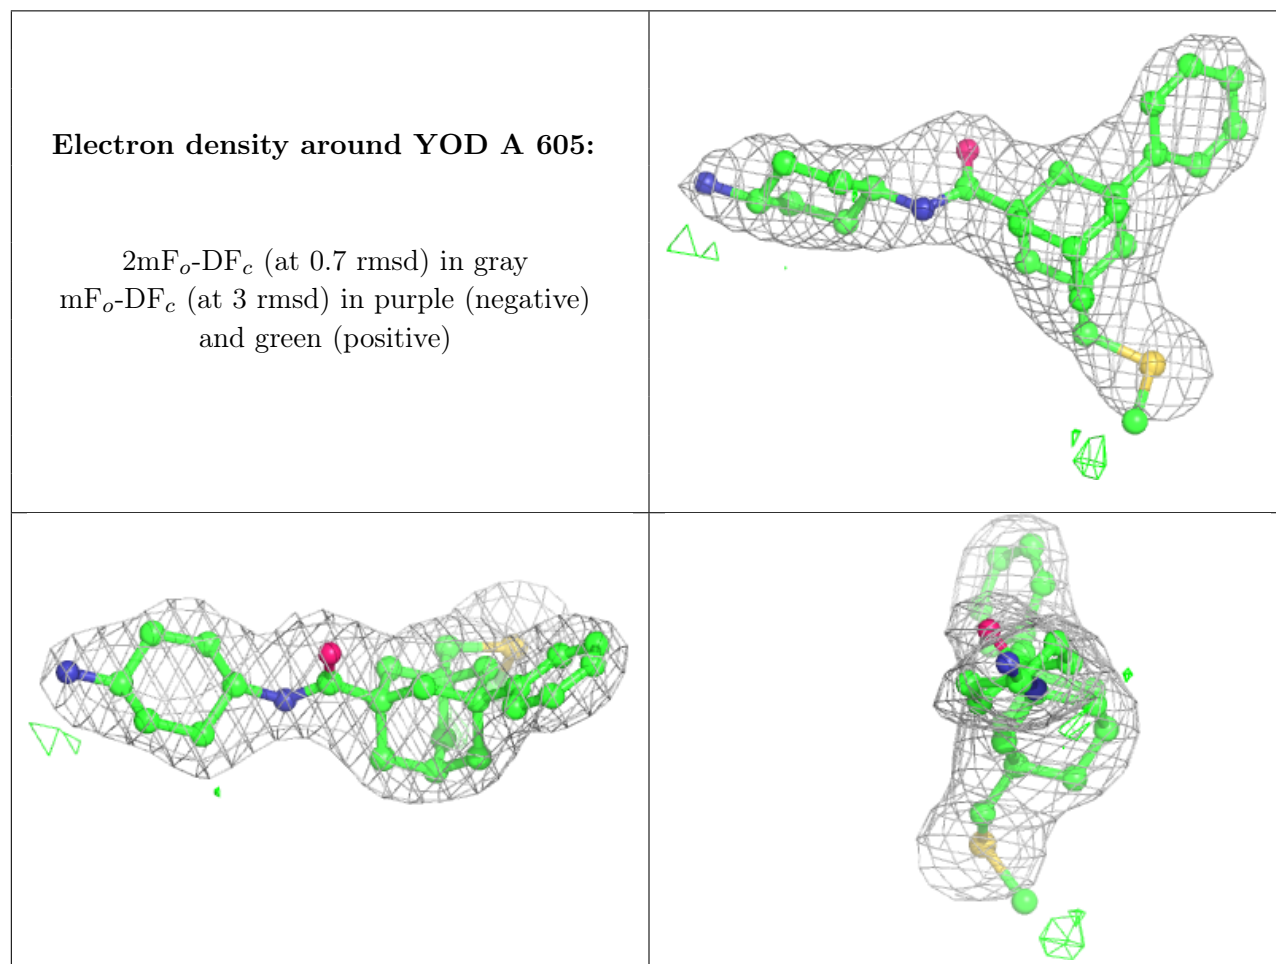 Electron density around YOD A 605:
2mFo-DFc (at 0.7 rmsd) in gray
mFo-DFc (at 3 rmsd) in purple (negative)
and green (positive)